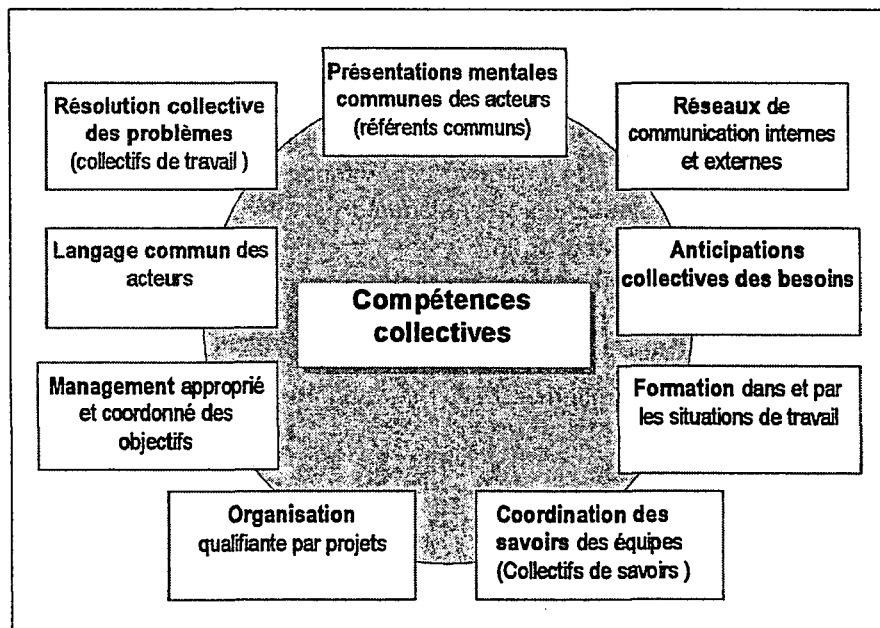 Présentations mentales
communes des acteurs
(référents communs)
Résolution collective
des problèmes
(collectifs de travail )
Réseaux de
communication internes
et externes
Langage commun des
acteurs
Anticipations
collectives des besoins
Compétences
collectives
Management approprié
et coordonné des
objectifs
Formation dans et par
les situations de travail
Organisation
qualifiante par projets
Coordination des
savoirs des équipes
(Collectifs de savoirs )